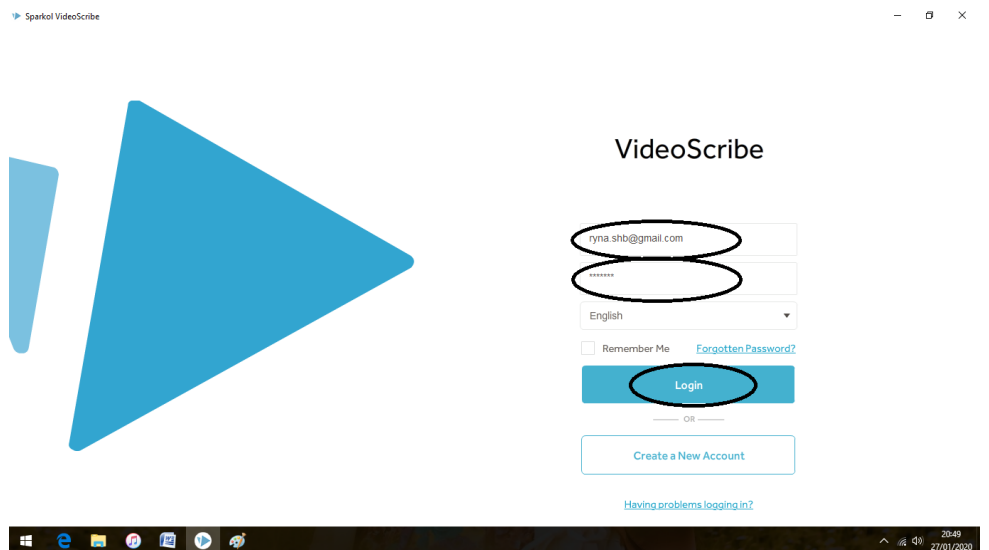 Sparkol VideoScribe
VideoScribe
ryna.shb@gmail.com
*******
English
Remember Me Forgotten Password?
Login
OR
Create a New Account
Having problems logging in?
20:49
27/01/2020